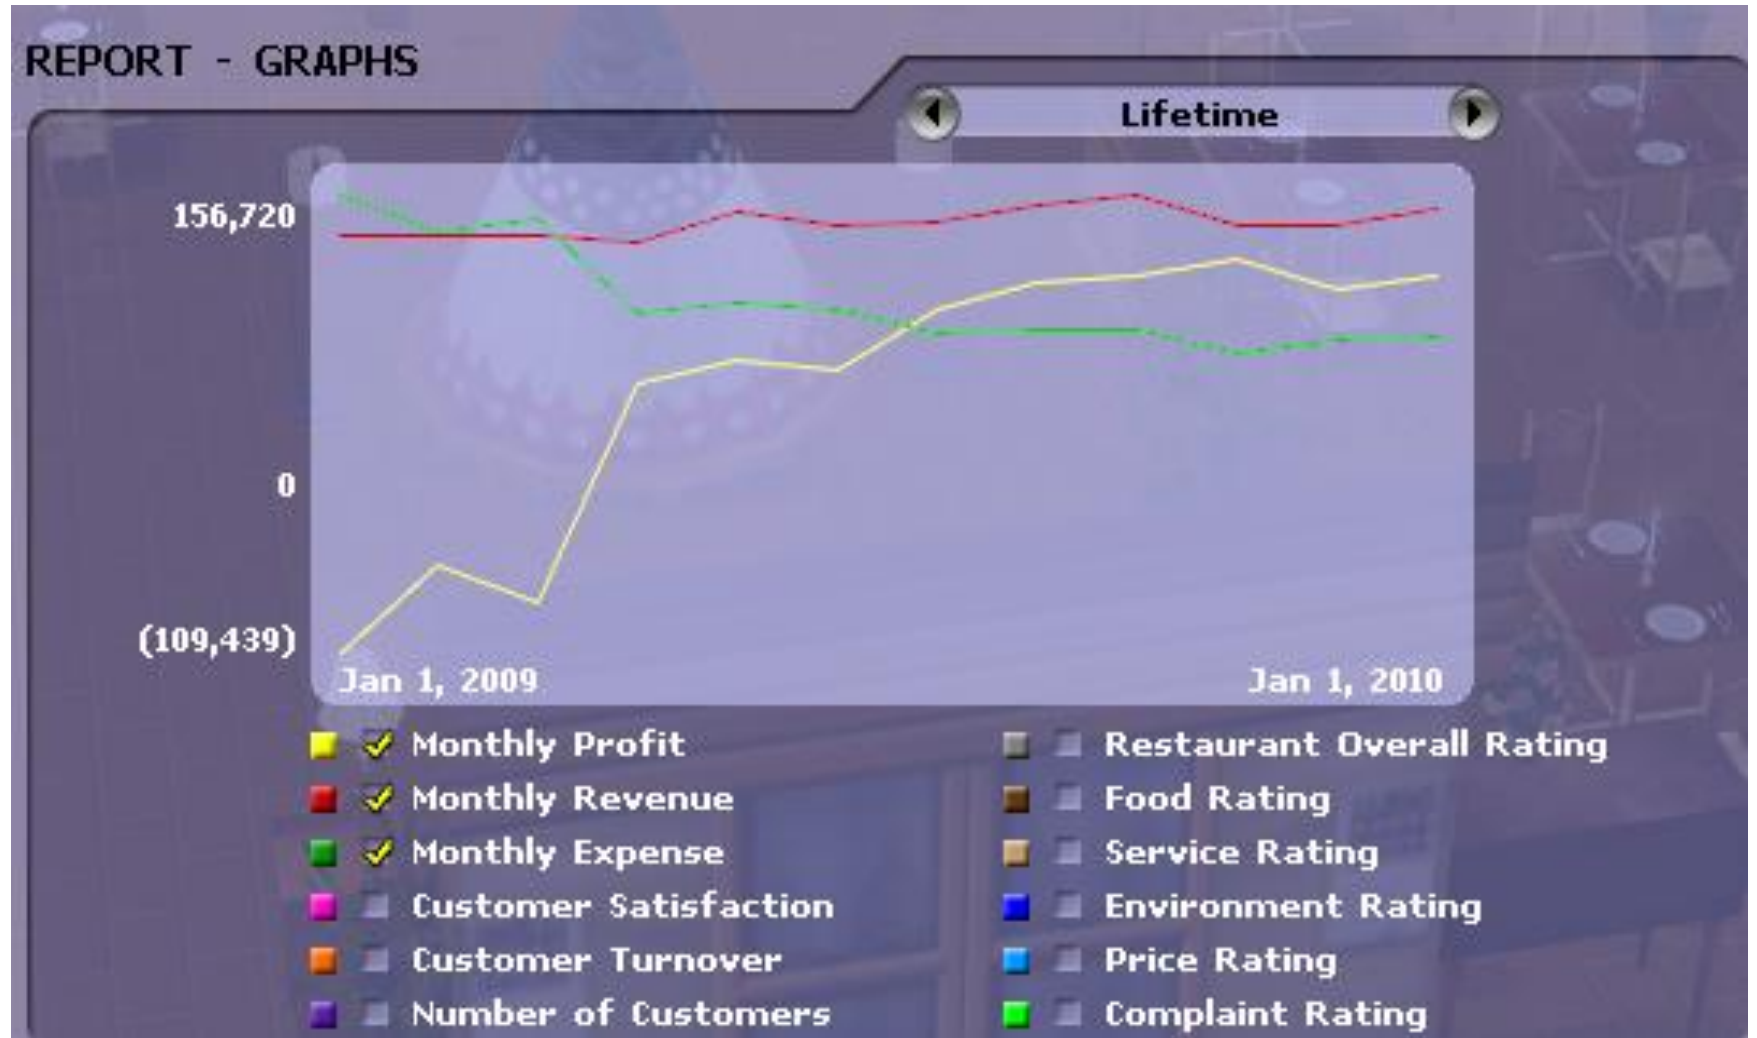 REPORT - GRAPHS
Lifetime
156,720
0
(109,439)
Jan 1, 2009
Jan 1, 2010
Monthly Profit
Monthly Revenue
Monthly Expense
Customer Satisfaction
Customer Turnover
Number of Customers
Restaurant Overall Rating
Food Rating
Service Rating
Environment Rating
Price Rating
Complaint Rating